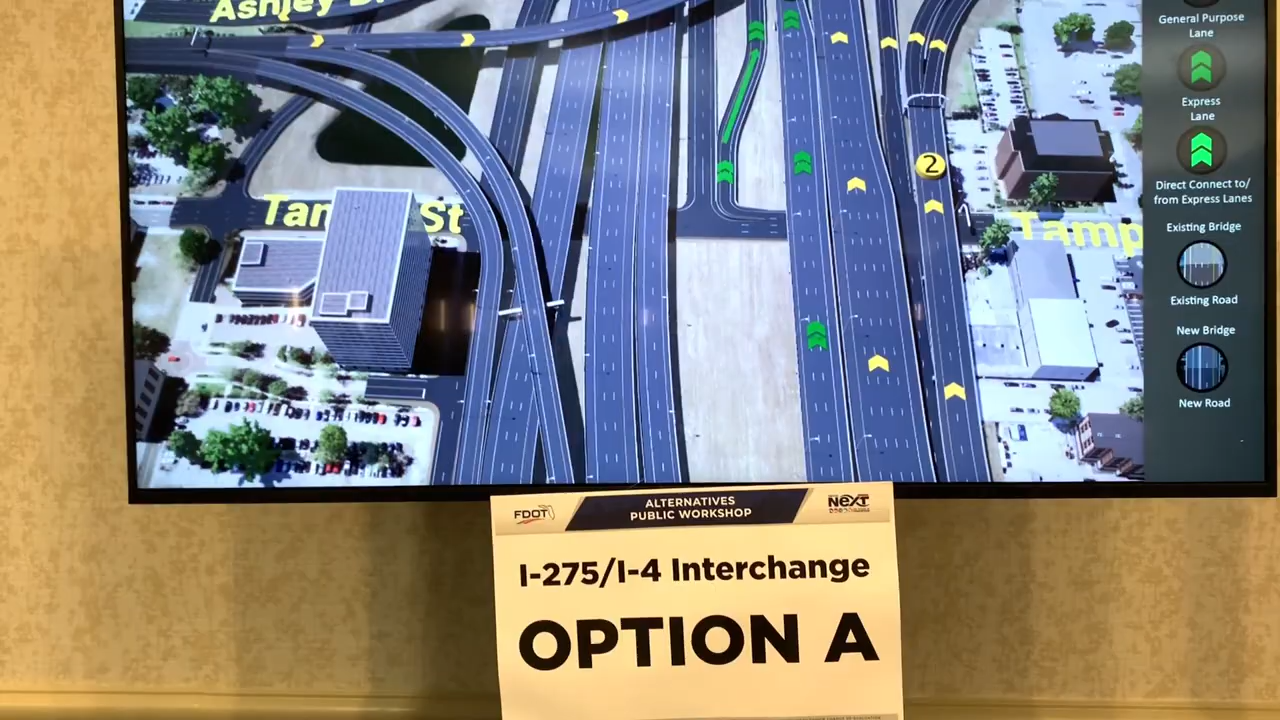 Ashley D
General Purpose
Lane
Express
Lane
2
Direct Connect to/
from Express Lanes
Tam St
Tamp
Existing Bridge
Existing Road
New Bridge
New Road
FDOT
ALTERNATIVES
PUBLIC WORKSHOP
NEXT
I-275/I-4 Interchange
OPTION A